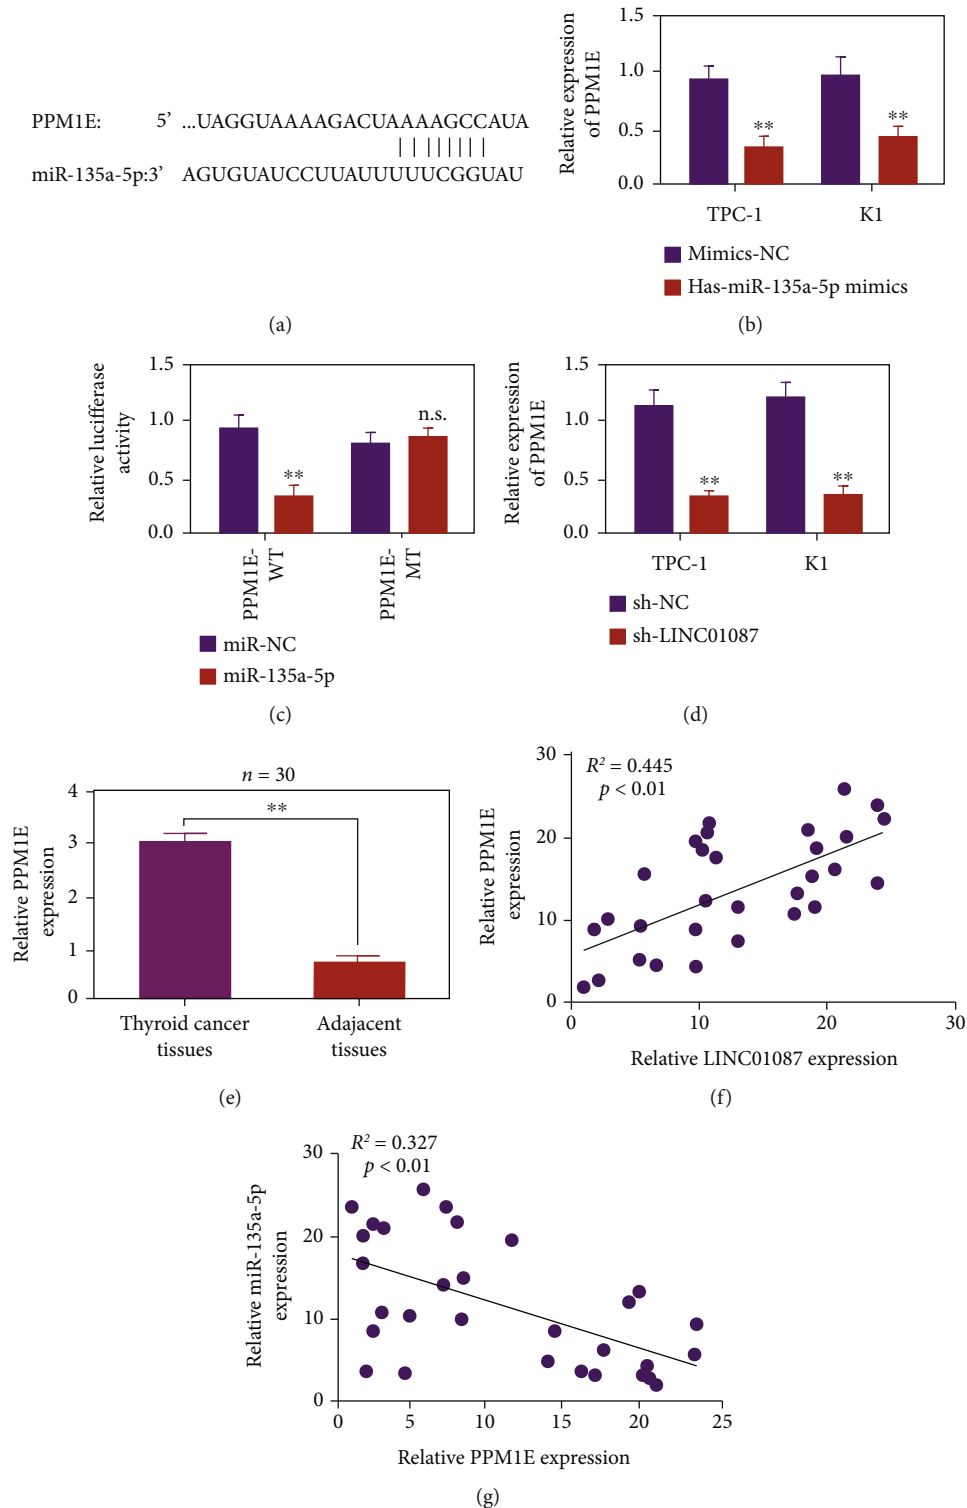 PPM1E: 5’ ...UAGGUAAAAGACUAAAAGCCAUA
miR-135a-5p:3’ AGUGUAUCCUUAUUUUUCGGUAU
(a)
Relative expression
of PPM1E
1.5
1.0
0.5
0.0
**
**
TPC-1 K1
Mimics-NC
Has-miR-135a-5p mimics
(b)
Relative lucifferase
activity
1.5
1.0
0.5
0.0
**
n.s.
PPM1E-
WT
PPM1E-
MT
miR-NC
miR-135a-5p
(c)
Relative expression
of PPM1E
1.5
1.0
0.5
0.0
**
**
TPC-1 K1
sh-NC
sh-LINC01087
(d)
n = 30
Relative PPM1E
expression
4
3
2
1
0
**
Thyroid cancer
tissues
Adajacent
tissues
(e)
R² = 0.445
p < 0.01
Relative PPM1E
expression
30
20
10
0
0 10 20 30
Relative LINC01087 expression
(f)
R² = 0.327
p < 0.01
Relative miR-135a-5p
expression
30
20
10
0
0 5 10 15 20 25
Relative PPM1E expression
(g)